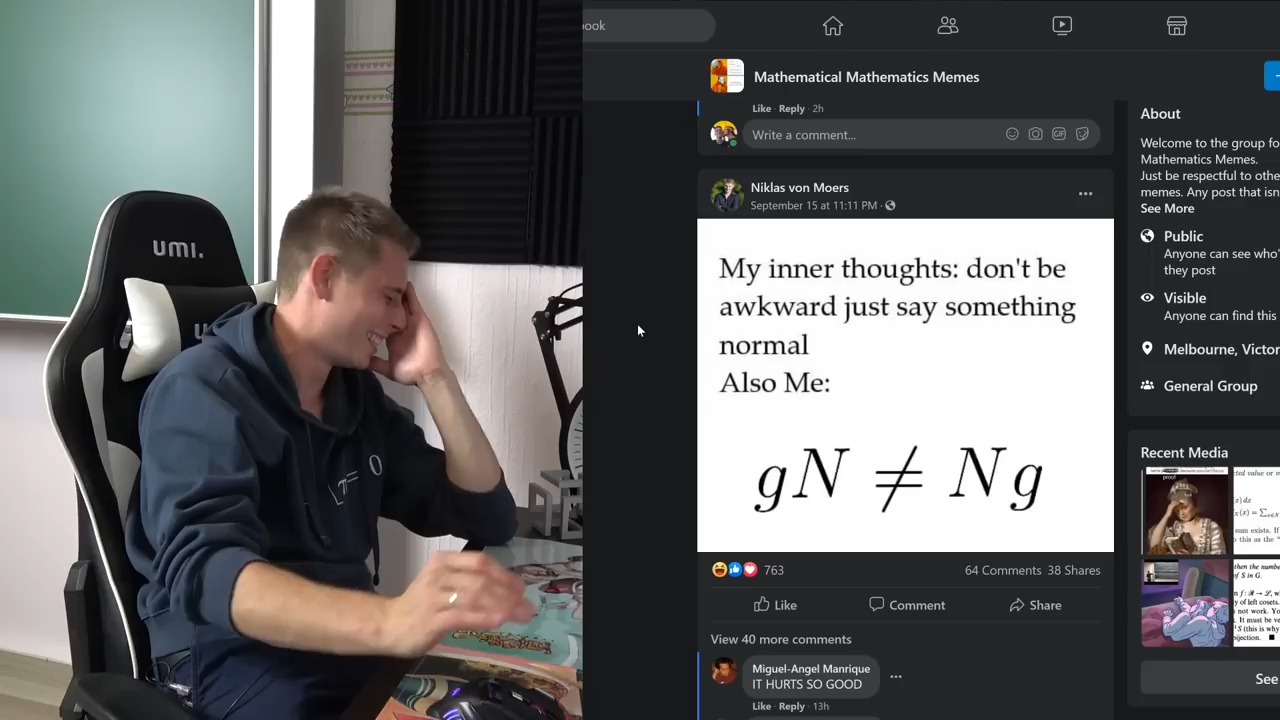 umi.
ook
Mathematical Mathematics Memes
Like · Reply · 2h
Write a comment...
GIF
Niklas von Moers
September 15 at 11:11 PM ·
My inner thoughts: don't be
awkward just say something
normal
Also Me:
gN ≠ Ng
763
64 Comments 38 Shares
Like Comment Share
View 40 more comments
Miguel-Angel Manrique
IT HURTS SO GOOD
Like · Reply · 13h
About
Welcome to the group fo
Mathematics Memes.
Just be respectful to othe
memes. Any post that isn
See More
Public
Anyone can see who'
they post
Visible
Anyone can find this
Melbourne, Victor
General Group
Recent Media
proof
See